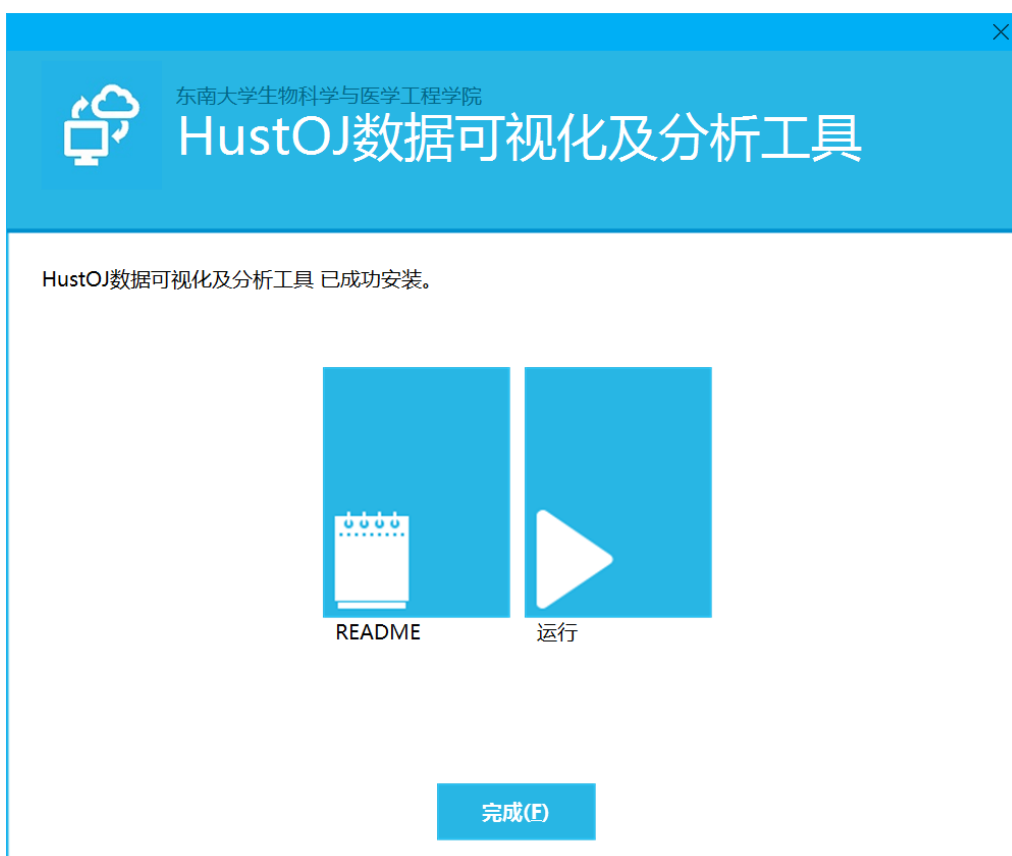 东南大学生物科学与医学工程学院
HustOJ数据可视化及分析工具
HustOJ数据可视化及分析工具 已成功安装。
README
运行
完成(F)